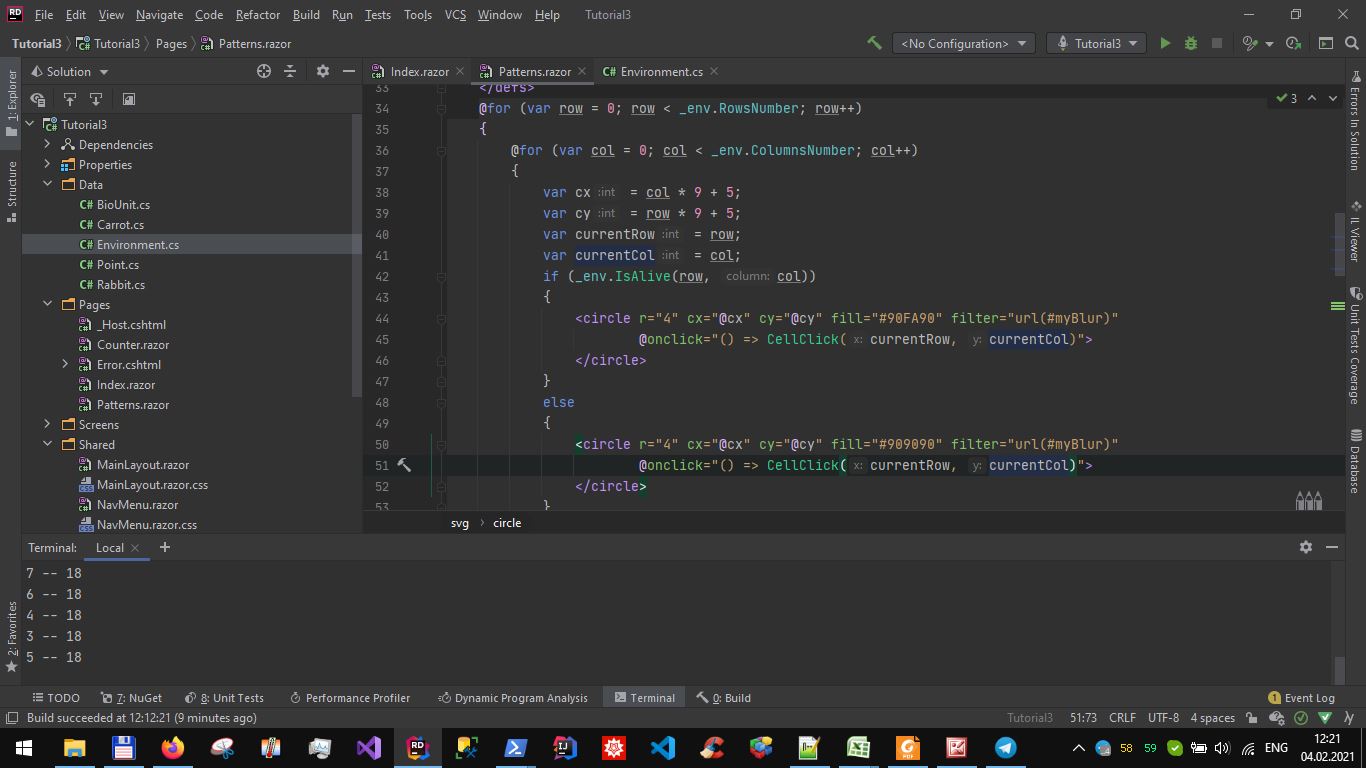 File Edit View Navigate Code Refactor Build Run Tests Tools VCS Window Help Tutorial3
Tutorial3 Tutorial3 Pages Patterns.razor <No Configuration> Tutorial3
Solution
Index.razor Patterns.razor Environment.cs
1: Explorer
Structure
2: Favorites
Tutorial3
Dependencies
Properties
Data
BioUnit.cs
Carrot.cs
Environment.cs
Point.cs
Rabbit.cs
Pages
_Host.cshtml
Counter.razor
Error.cshtml
Index.razor
Patterns.razor
Screens
Shared
MainLayout.razor
MainLayout.razor.css
NavMenu.razor
NavMenu.razor.css
3
33 </defs>
34 @for (var row = 0; row < _env.RowsNumber; row++)
35 {
36 @for (var col = 0; col < _env.ColumnsNumber; col++)
37 {
38 var cx :int = col * 9 + 5;
39 var cy :int = row * 9 + 5;
40 var currentRow :int = row;
41 var currentCol :int = col;
42 if (_env.IsAlive(row, column: col))
43 {
44 <circle r="4" cx="@cx" cy="@cy" fill="#90FA90" filter="url(#myBlur)"
45 @onclick="() => CellClick( x: currentRow, y: currentCol)">
46 </circle>
47 }
48 else
49 {
50 <circle r="4" cx="@cx" cy="@cy" fill="#909090" filter="url(#myBlur)"
51 @onclick="() => CellClick( x: currentRow, y: currentCol)">
52 </circle>
53 }
svg circle
Errors In Solution
IL Viewer
Unit Tests Coverage
Database
Terminal: Local
7 -- 18
6 -- 18
4 -- 18
3 -- 18
5 -- 18
TODO 7: NuGet 8: Unit Tests Performance Profiler Dynamic Program Analysis Terminal 0: Build 1 Event Log
Build succeeded at 12:12:21 (9 minutes ago) Tutorial3 51:73 CRLF UTF-8 4 spaces
58 59 ENG 12:21
04.02.2021